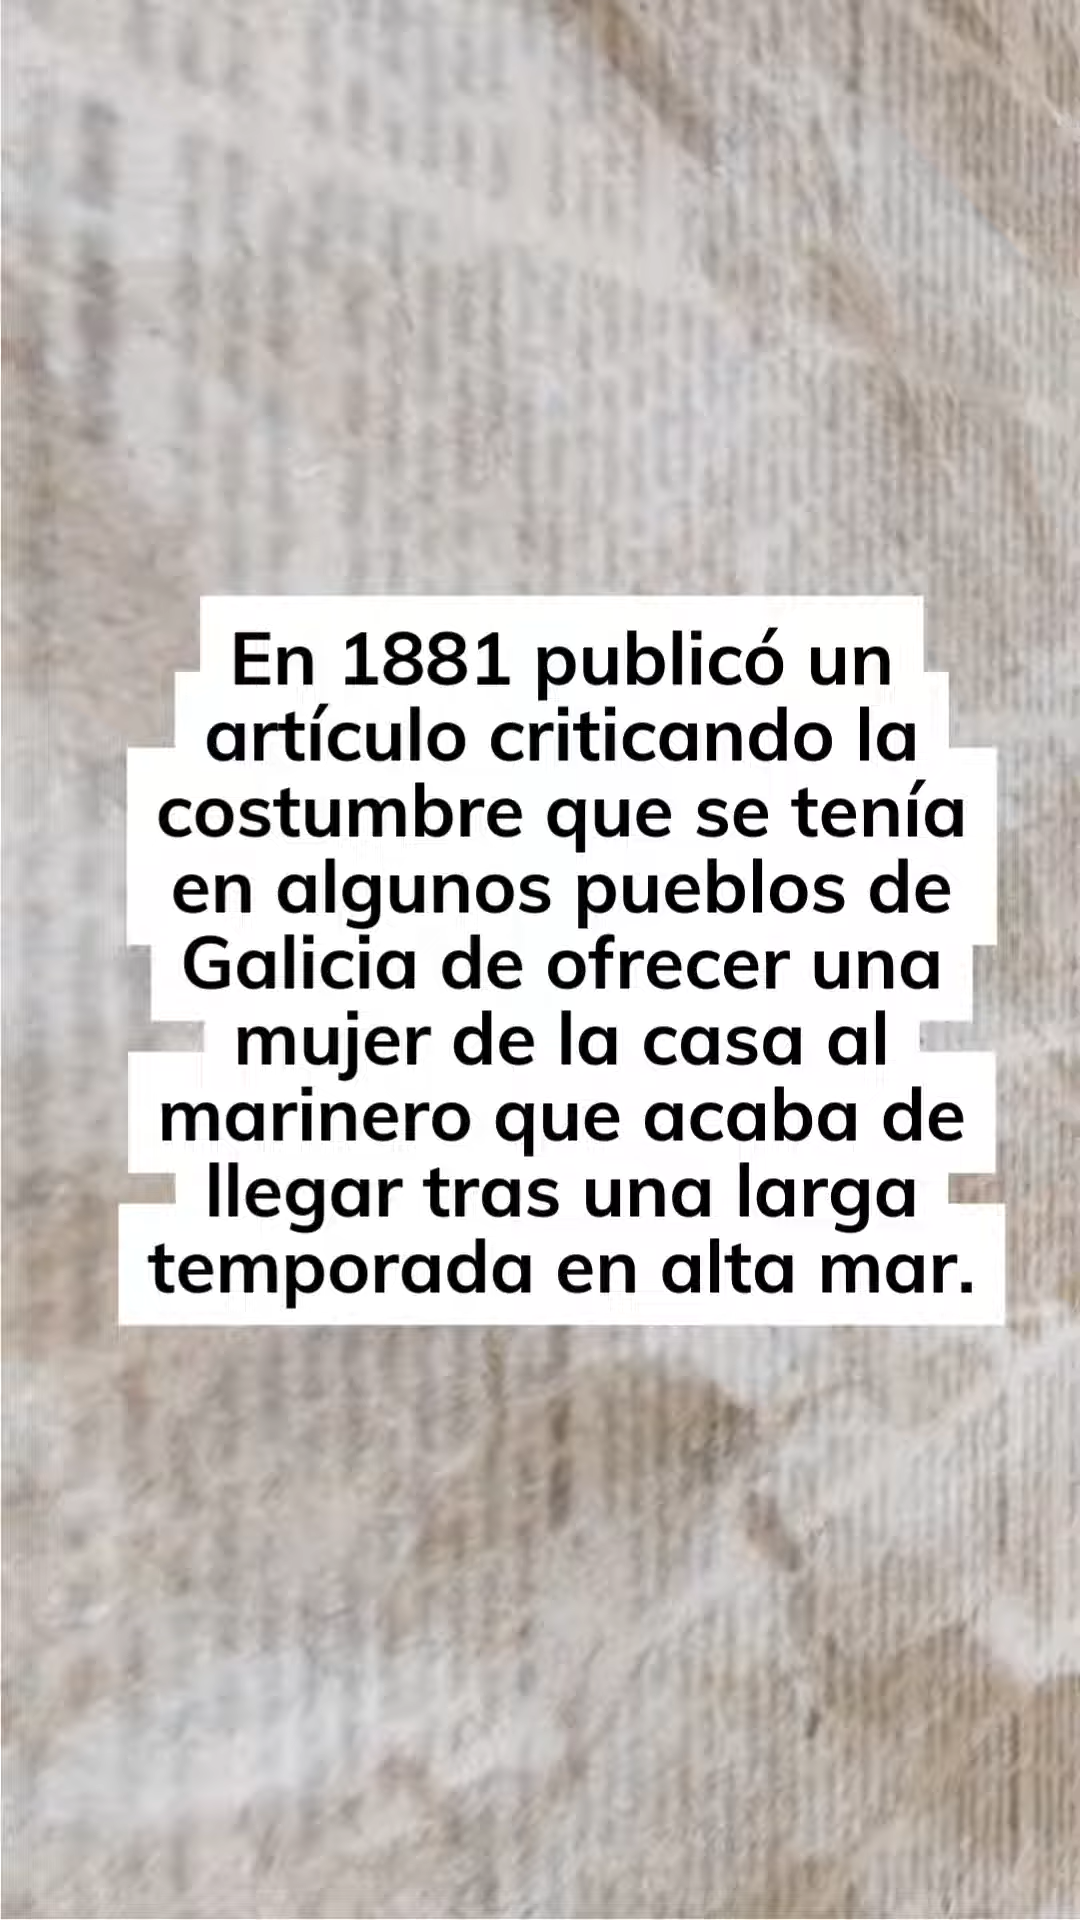 En 1881 publicó un
artículo criticando la
costumbre que se tenía
en algunos pueblos de
Galicia de ofrecer una
mujer de la casa al
marinero que acaba de
llegar tras una larga
temporada en alta mar.